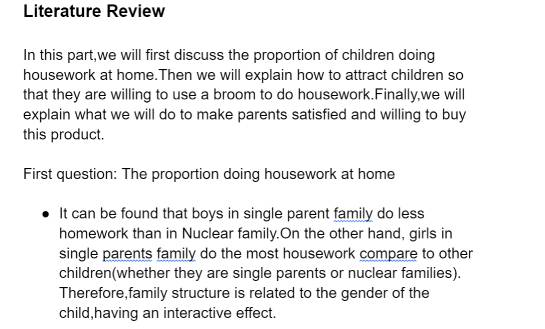 Literature Review
In this part,we will first discuss the proportion of children doing
housework at home.Then we will explain how to attract children so
that they are willing to use a broom to do housework.Finally,we will
explain what we will do to make parents satisfied and willing to buy
this product.
First question: The proportion doing housework at home
● It can be found that boys in single parent family do less
homework than in Nuclear family.On the other hand, girls in
single parents family do the most housework compare to other
children(whether they are single parents or nuclear families).
Therefore,family structure is related to the gender of the
child,having an interactive effect.